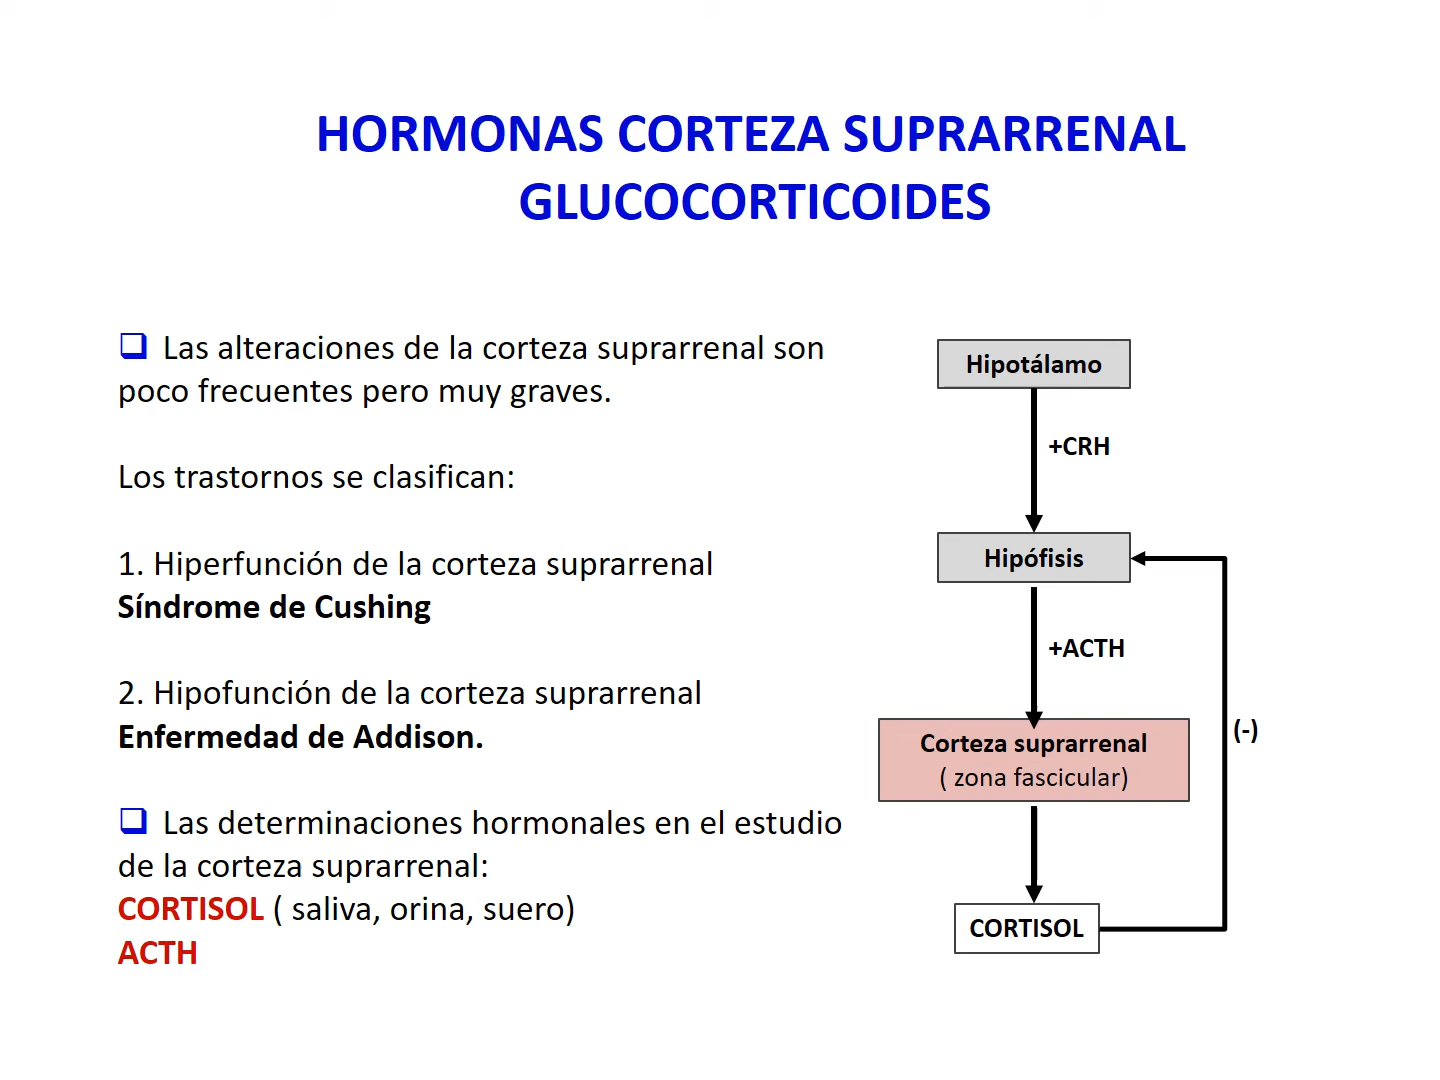 HORMONAS CORTEZA SUPRARRENAL
GLUCOCORTICOIDES
Las alteraciones de la corteza suprarrenal son
poco frecuentes pero muy graves.
Los trastornos se clasifican:
1. Hiperfunción de la corteza suprarrenal
Síndrome de Cushing
2. Hipofunción de la corteza suprarrenal
Enfermedad de Addison.
Las determinaciones hormonales en el estudio
de la corteza suprarrenal:
CORTISOL ( saliva, orina, suero)
ACTH
Hipotálamo
+CRH
Hipófisis
+ACTH
Corteza suprarrenal
( zona fascicular)
(-)
CORTISOL